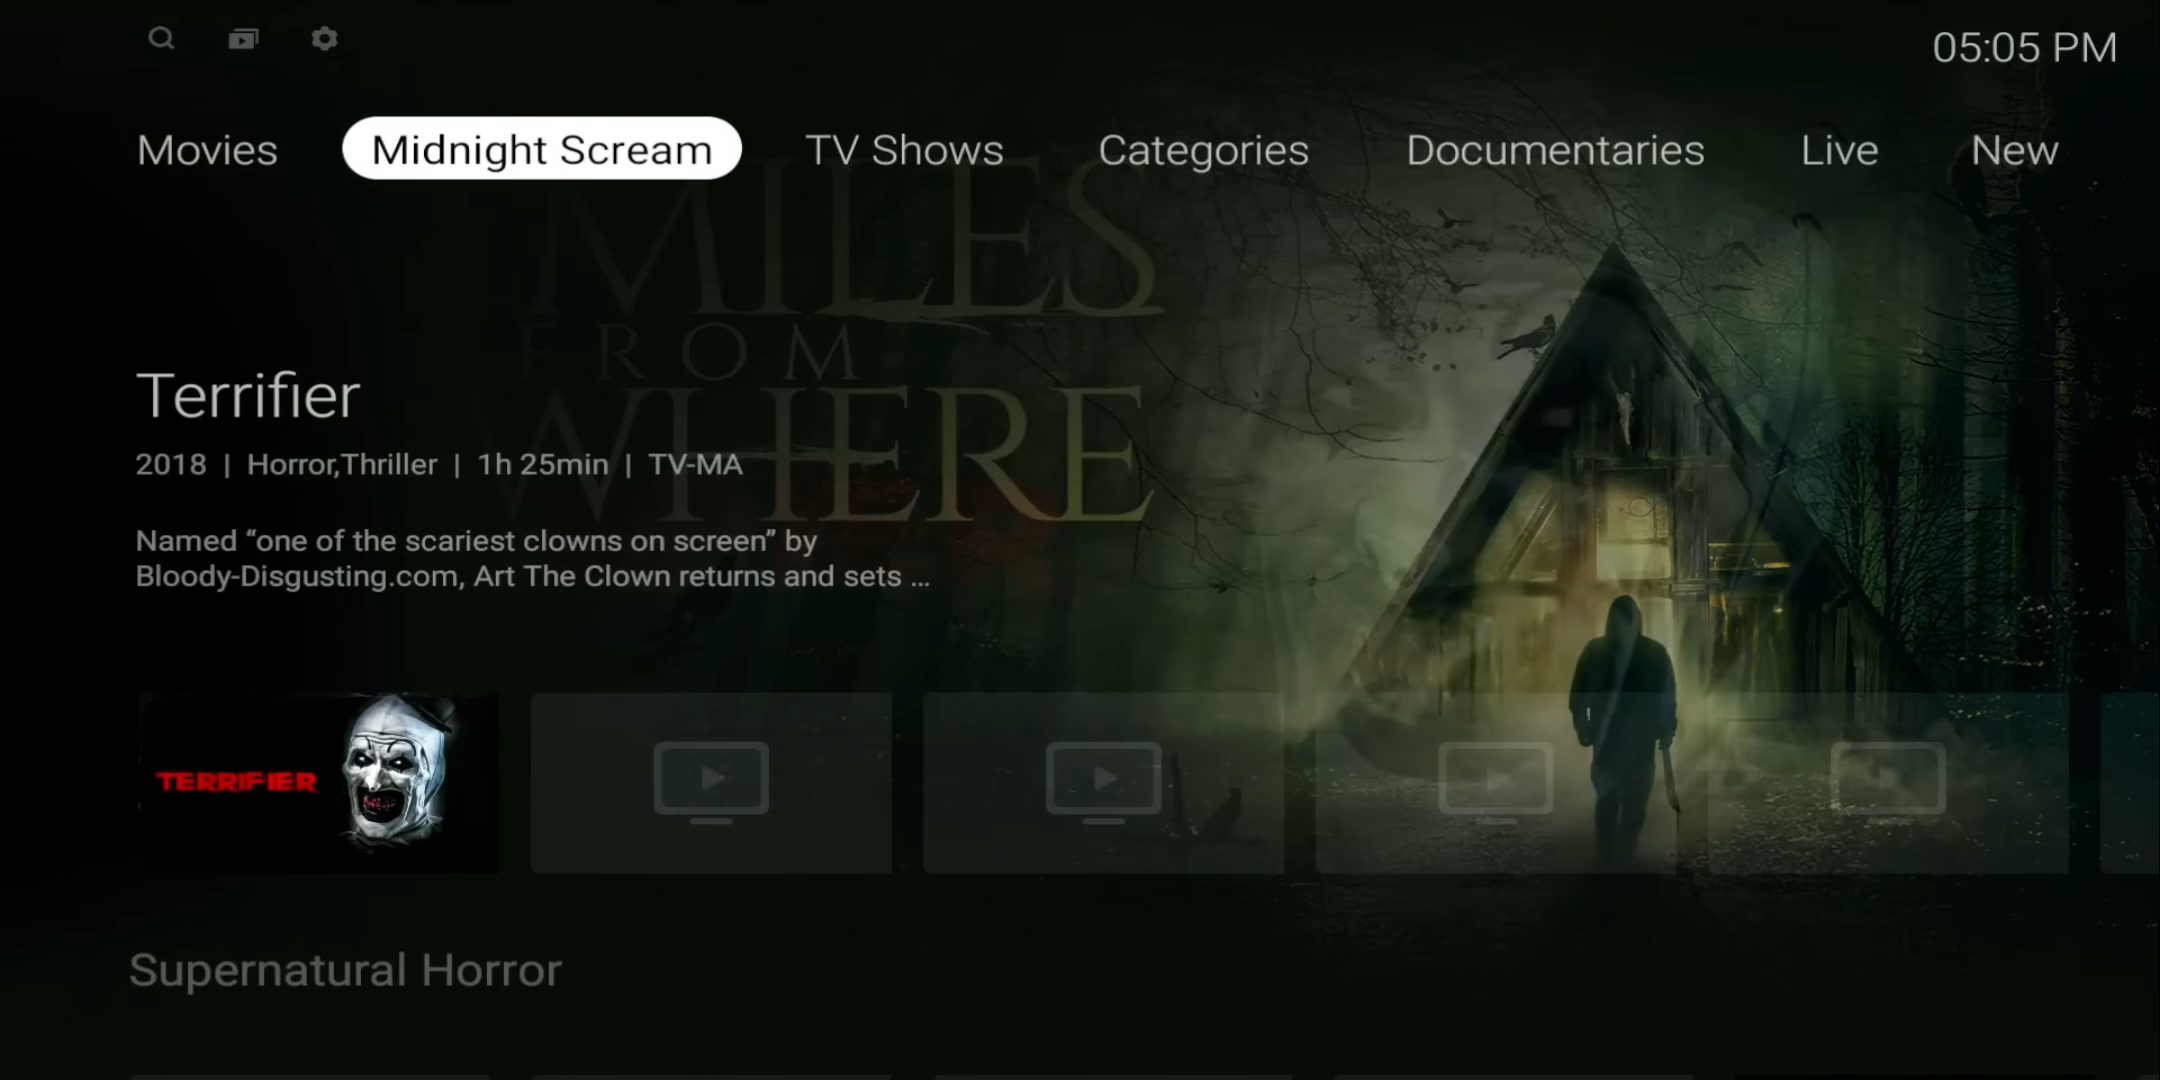 05:05 PM
Movies
Midnight Scream
TV Shows
Categories
Documentaries
Live
New
MILES
FROM
WHERE
Terrifier
2018 | Horror,Thriller | 1h 25min | TV-MA
Named “one of the scariest clowns on screen” by
Bloody-Disgusting.com, Art The Clown returns and sets ...
TERRIFIER
Supernatural Horror